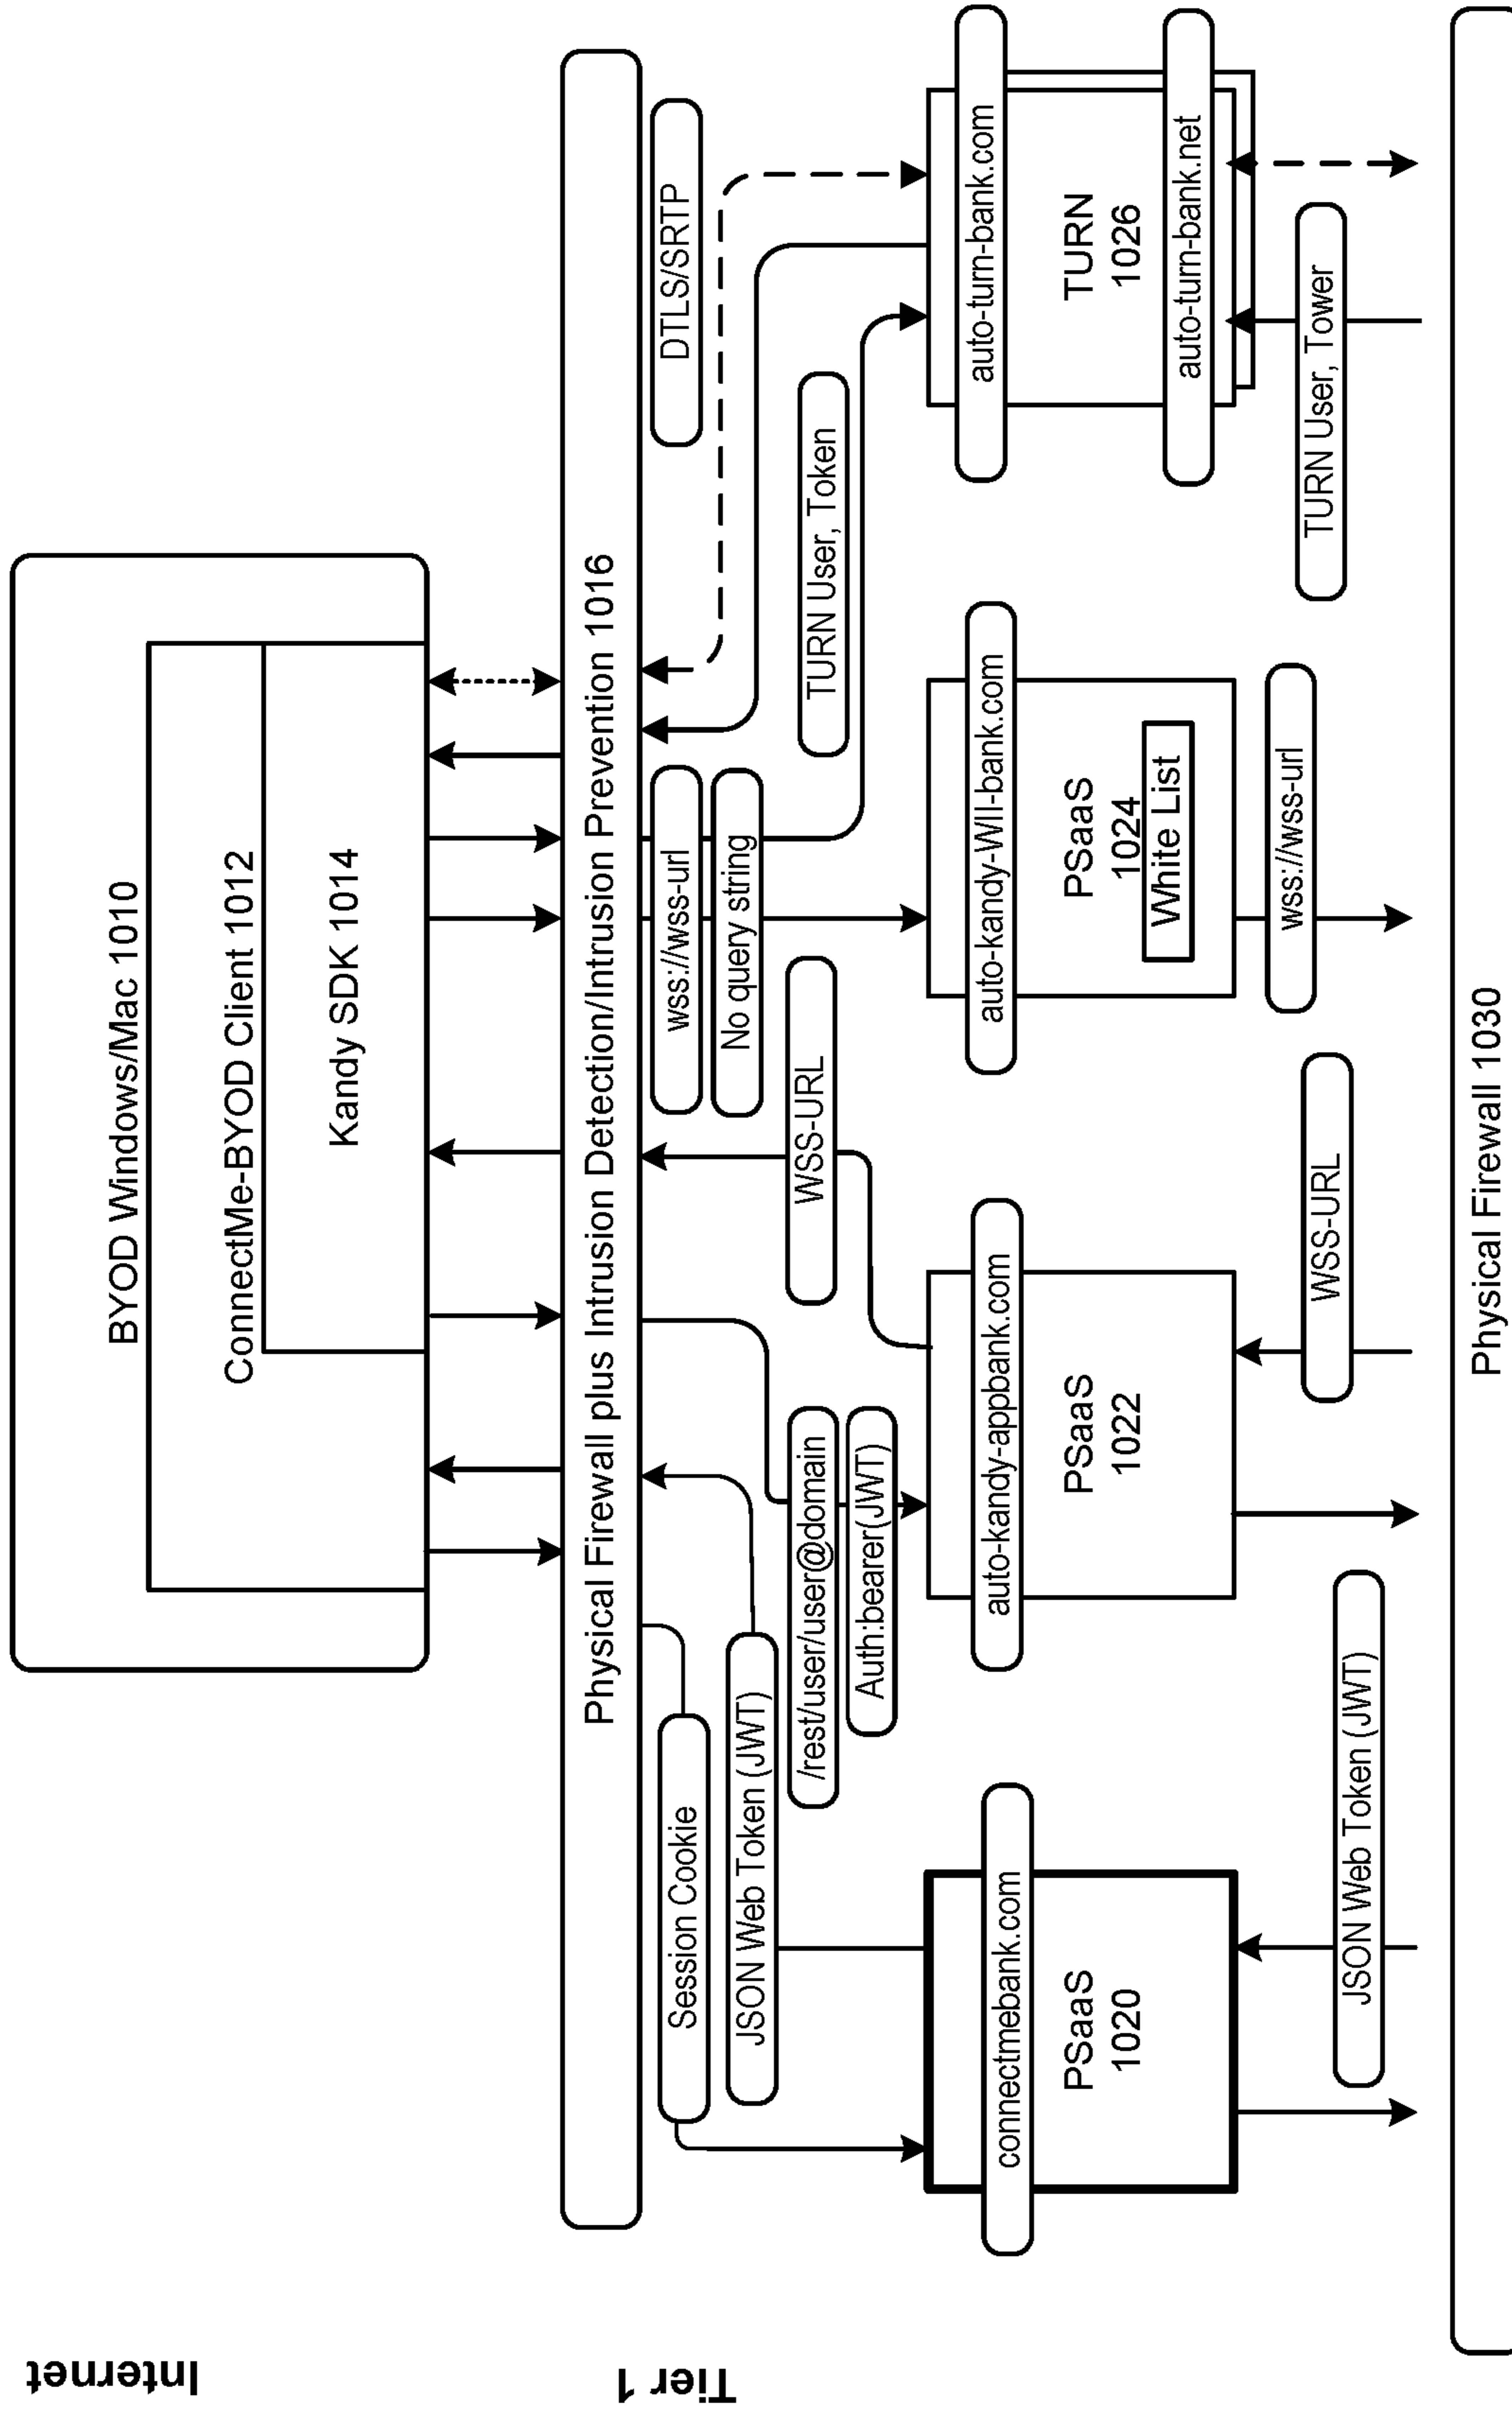 Internet
BYOD Windows/Mac 1010
ConnectMe-BYOD Client 1012
Kandy SDK 1014
Tier 1
Physical Firewall plus Intrusion Detection/Intrusion Prevention 1016
Session Cookie
JSON Web Token (JWT)
/rest/user/user@domain
Auth:bearer(JWT)
WSS-URL
wss://wss-url
No query string
TURN User, Token
DTLS/SRTP
connectmebank.com
PSaaS
1020
auto-kandy-appbank.com
PSaaS
1022
auto-kandy-WII-bank.com
PSaaS
1024
White List
auto-turn-bank.com
TURN
1026
auto-turn-bank.net
JSON Web Token (JWT)
WSS-URL
wss://wss-url
TURN User, Tower
Physical Firewall 1030